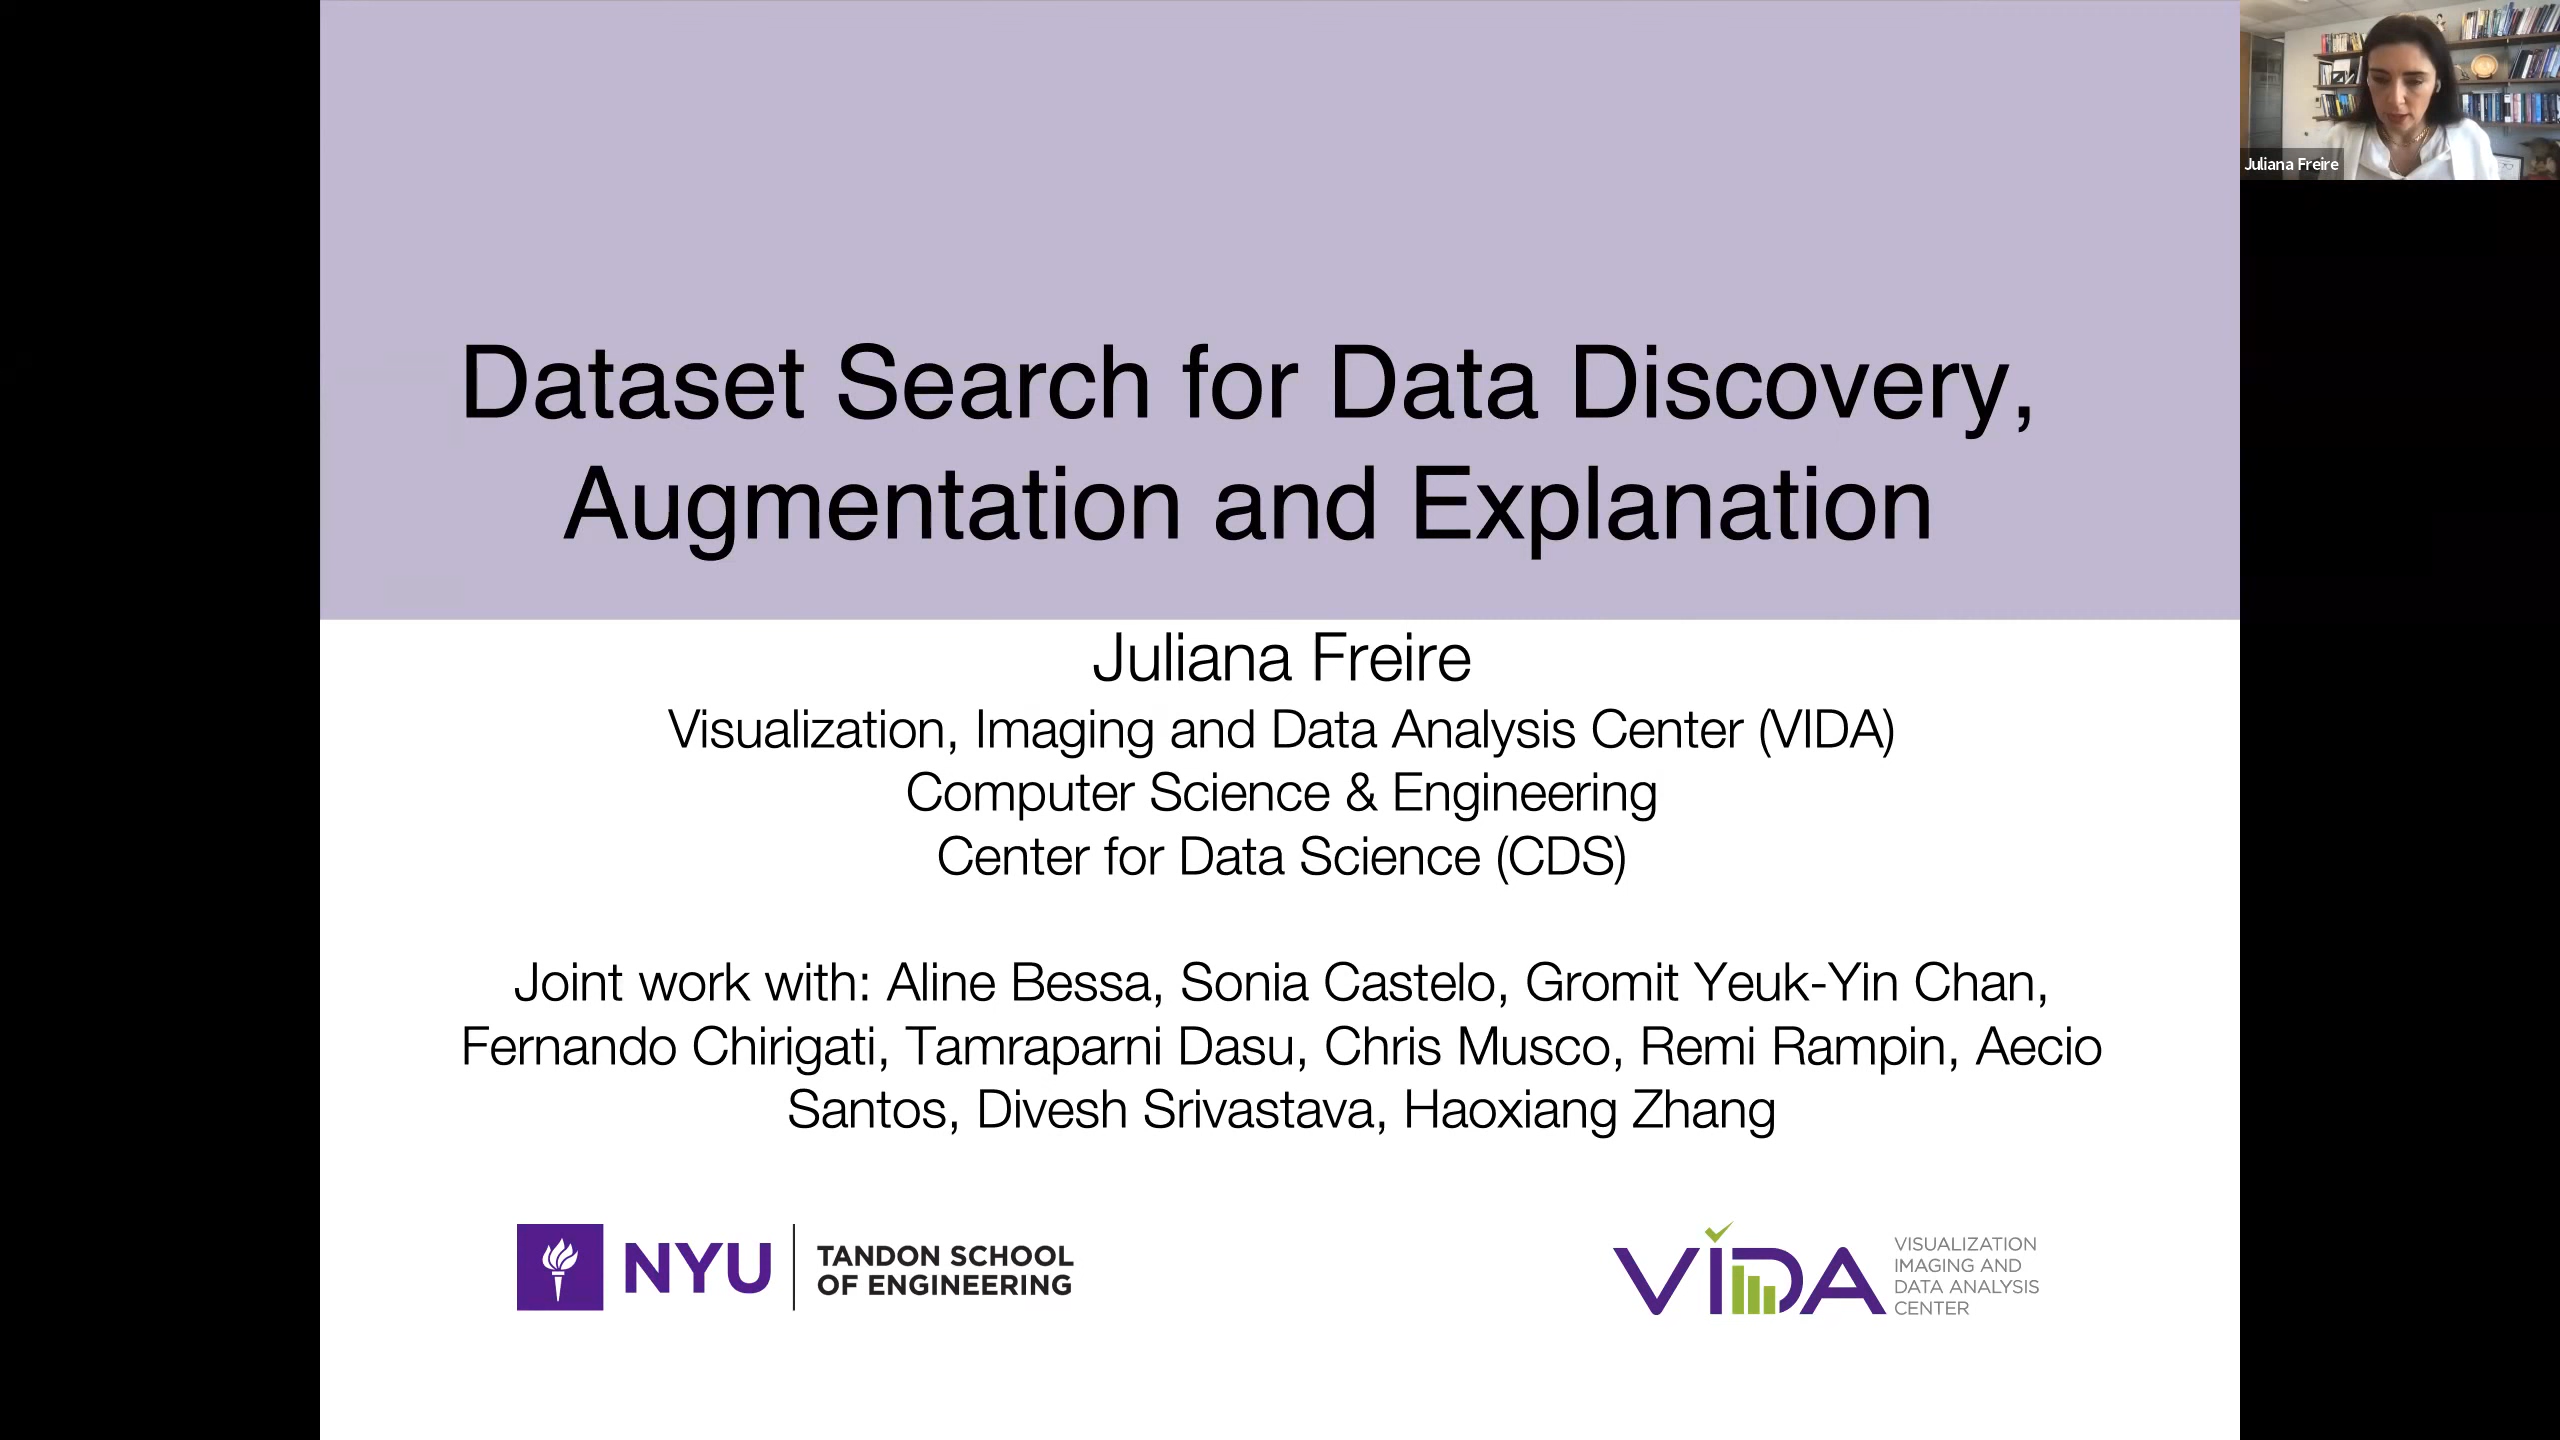 Dataset Search for Data Discovery,
Augmentation and Explanation
Juliana Freire
Visualization, Imaging and Data Analysis Center (VIDA)
Computer Science & Engineering
Center for Data Science (CDS)
Joint work with: Aline Bessa, Sonia Castelo, Gromit Yeuk-Yin Chan,
Fernando Chirigati, Tamraparni Dasu, Chris Musco, Remi Rampin, Aecio
Santos, Divesh Srivastava, Haoxiang Zhang
NYU
TANDON SCHOOL
OF ENGINEERING
VIDA
VISUALIZATION
IMAGING AND
DATA ANALYSIS
CENTER
Juliana Freire